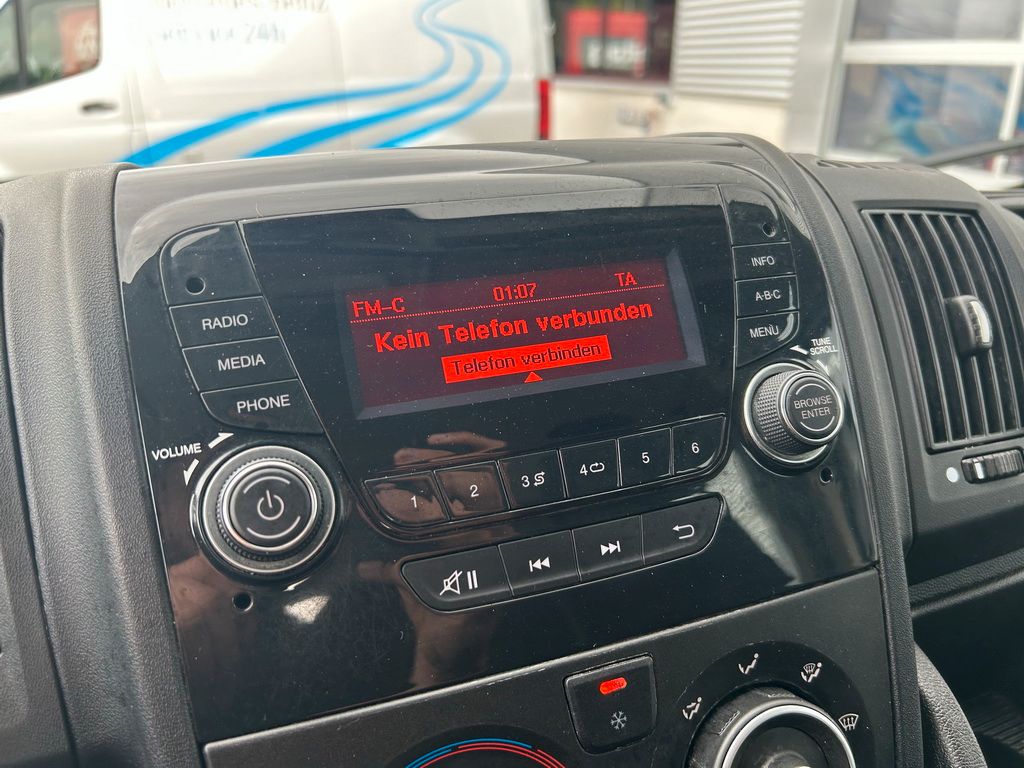 FM-C 01:07 TA
Kein Telefon verbunden
Telefon verbinden
RADIO
MEDIA
PHONE
VOLUME
INFO
A·B·C
MENU
TUNE
SCROLL
BROWSE
ENTER
1 2 3 4 5 6